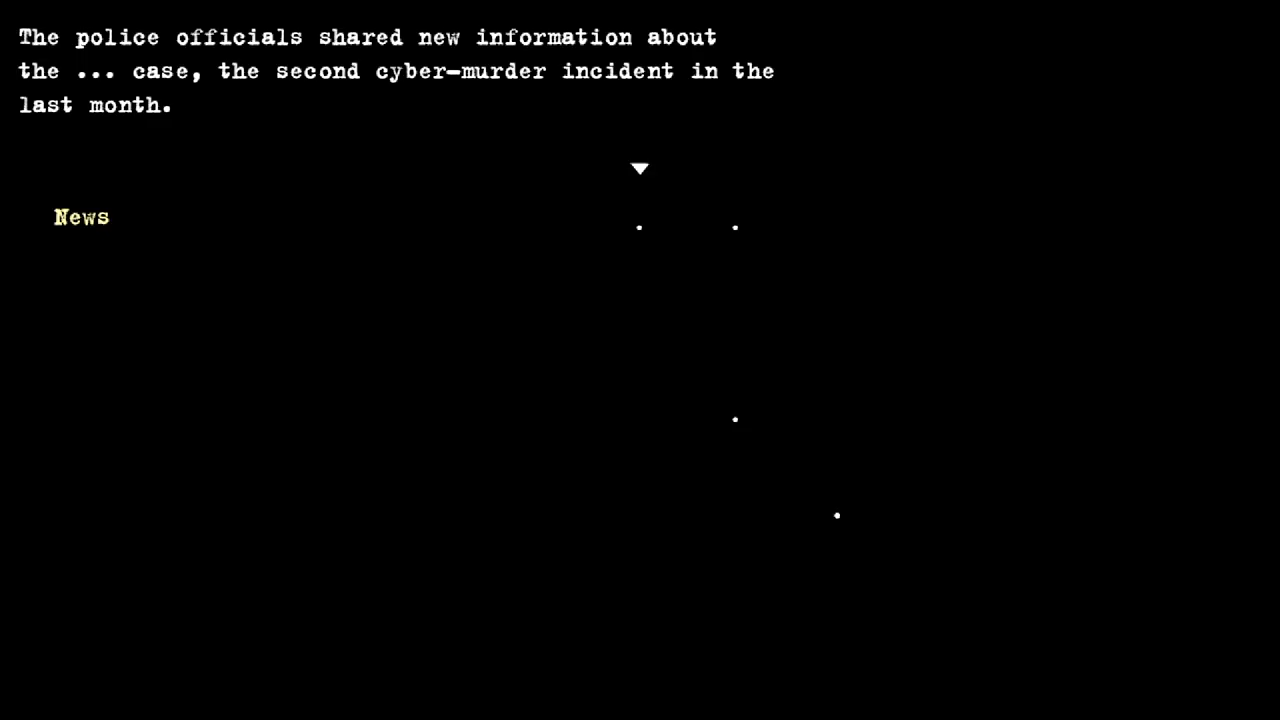 The police officials shared new information about
the ... case, the second cyber-murder incident in the
last month.
News